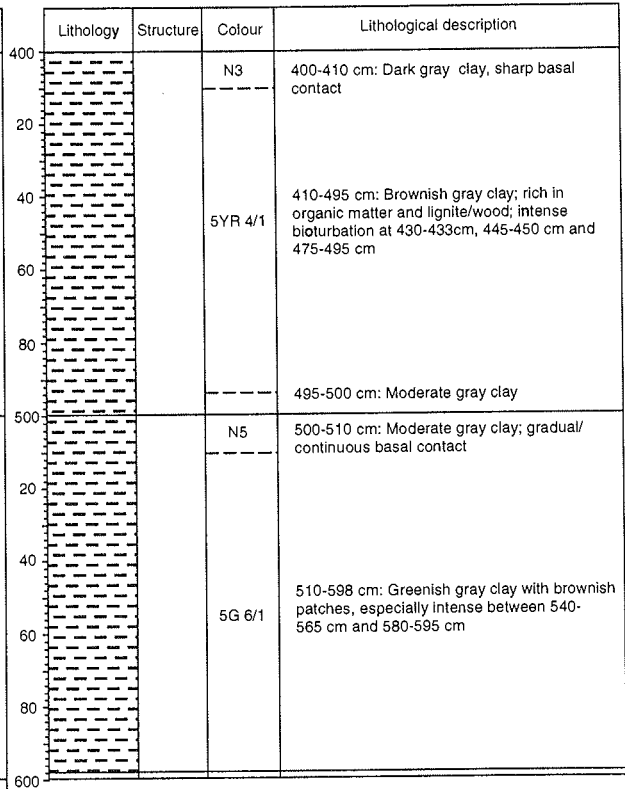 Lithology Structure Colour Lithological description
400
N3
400-410 cm: Dark gray clay, sharp basal
contact
20
40
5YR 4/1
410-495 cm: Brownish gray clay; rich in
organic matter and lignite/wood; intense
bioturbation at 430-433cm, 445-450 cm and
475-495 cm
60
80
495-500 cm: Moderate gray clay
500
N5
500-510 cm: Moderate gray clay; gradual/
continuous basal contact
20
40
5G 6/1
510-598 cm: Greenish gray clay with brownish
patches, especially intense between 540-
565 cm and 580-595 cm
60
80
600